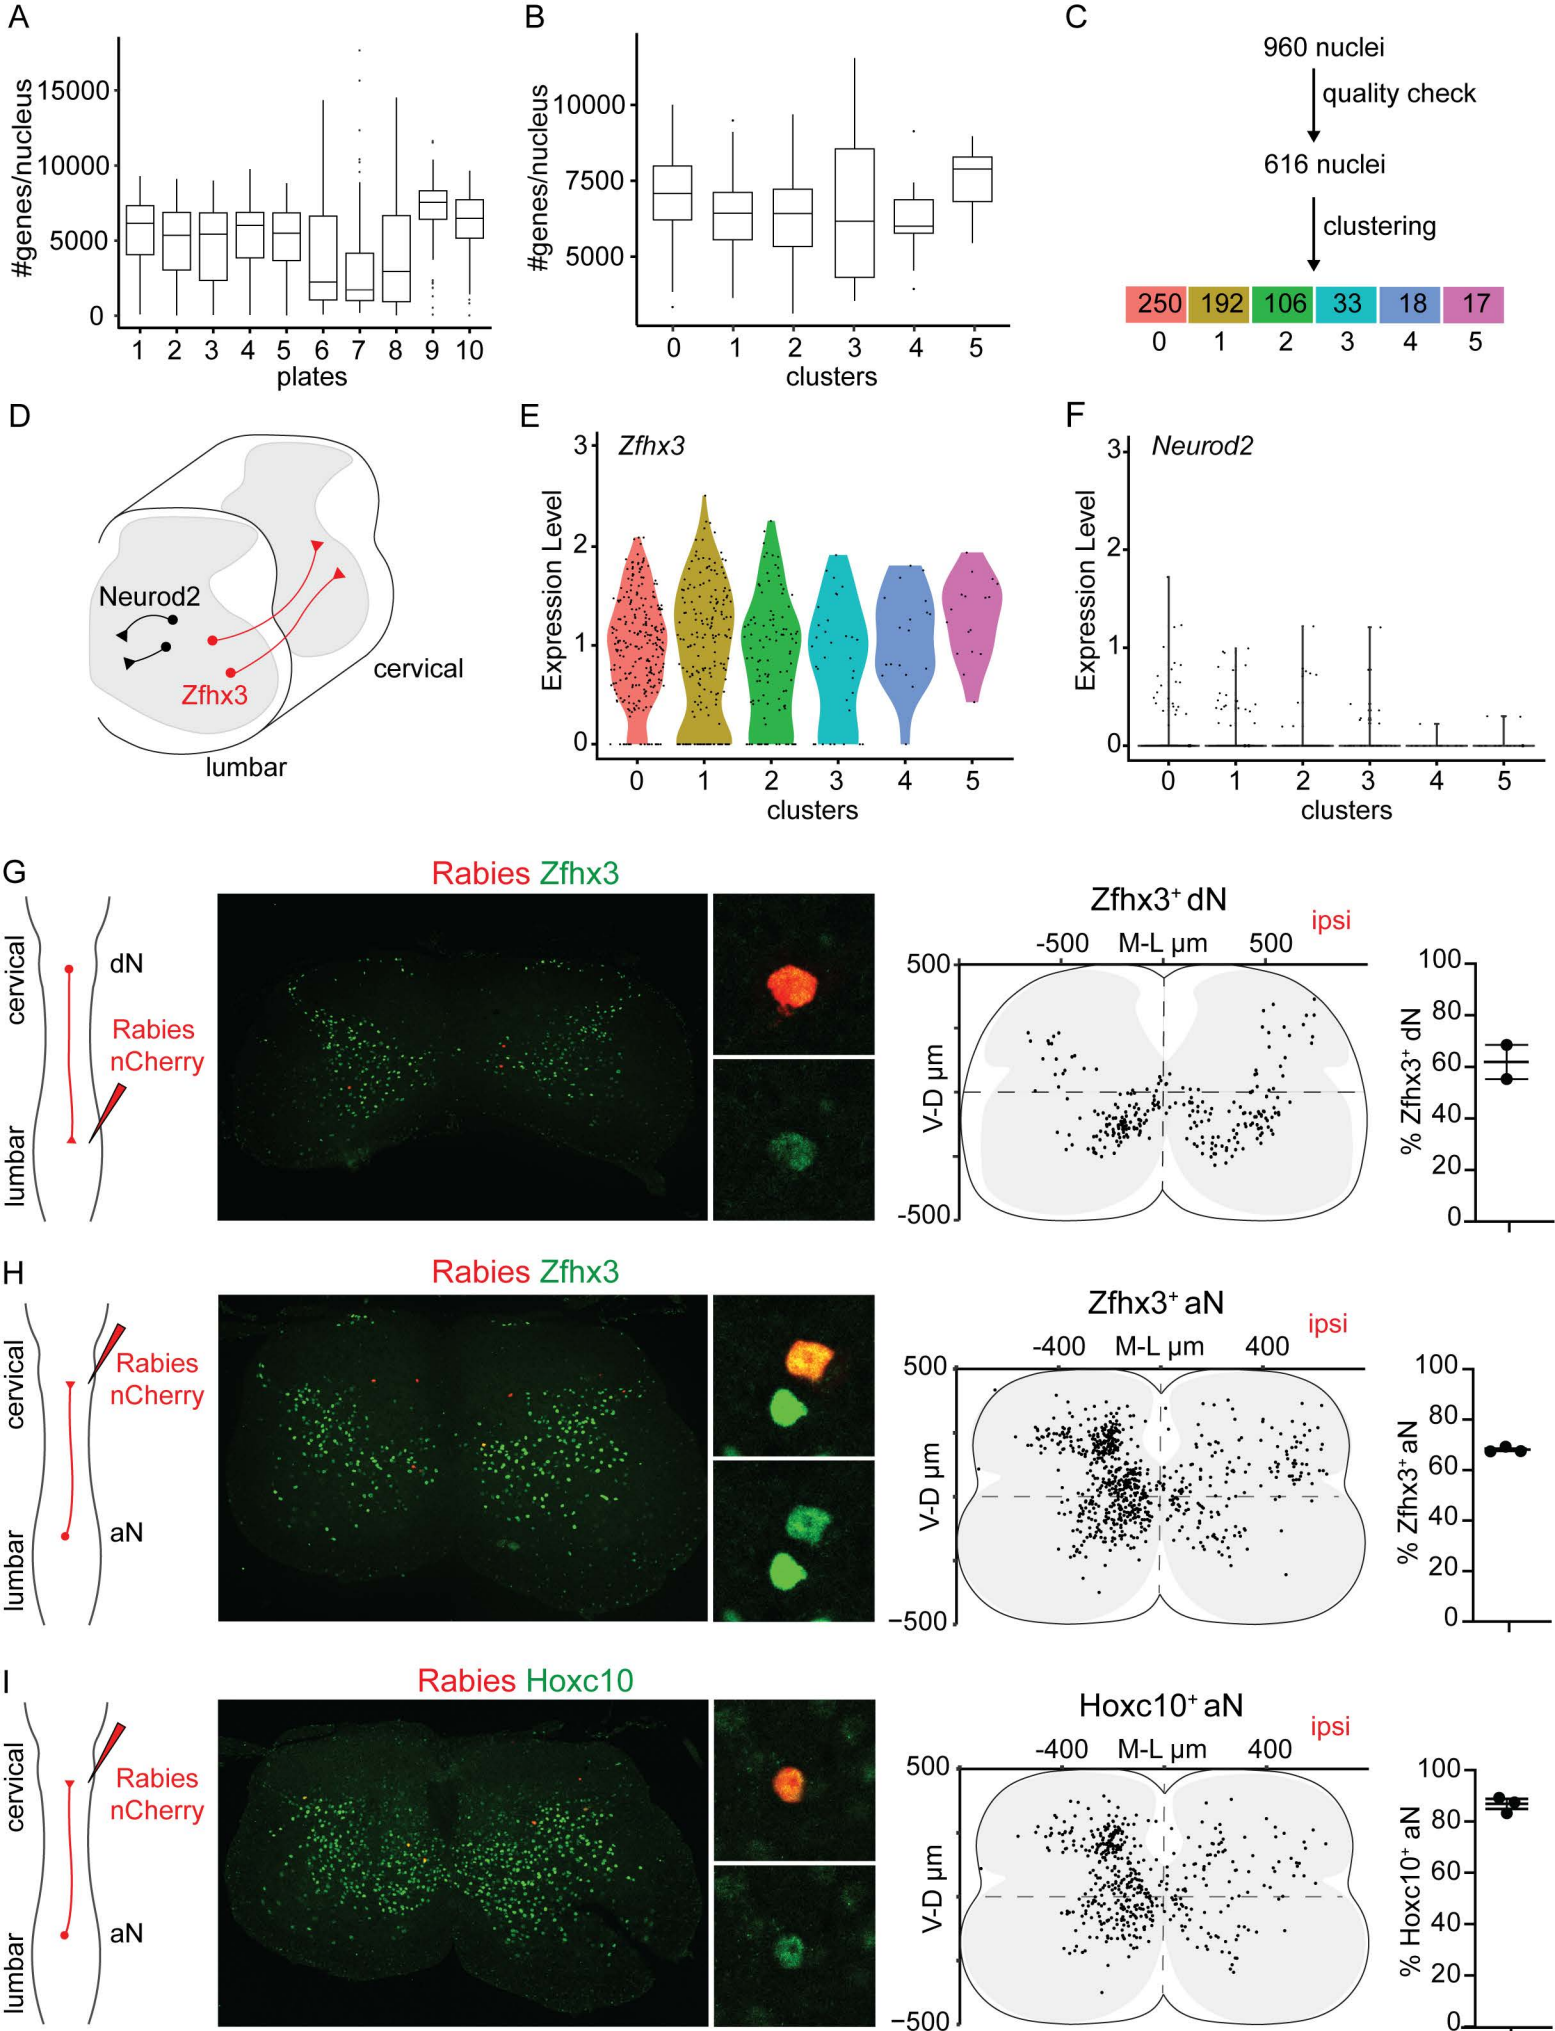 A
#genes/nucleus
15000
10000
5000
0
1 2 3 4 5 6 7 8 9 10
plates
B
#genes/nucleus
10000
7500
5000
0 1 2 3 4 5
clusters
C
960 nuclei
quality check
616 nuclei
clustering
250 192 106 33 18 17
0 1 2 3 4 5
D
Neurod2
Zfhx3
cervical
lumbar
E
Zfhx3
Expression Level
3
2
1
0
0 1 2 3 4 5
clusters
F
Neurod2
Expression Level
3
2
1
0
0 1 2 3 4 5
clusters
G
cervical
lumbar
dN
Rabies
nCherry
Rabies Zfhx3
Zfhx3⁺ dN
ipsi
-500 M-L µm 500
500
V-D µm
-500
% Zfhx3⁺ dN
100
80
60
40
20
0
H
cervical
lumbar
Rabies
nCherry
aN
Rabies Zfhx3
Zfhx3⁺ aN
ipsi
-400 M-L µm 400
500
V-D µm
−500
% Zfhx3⁺ aN
100
80
60
40
20
0
I
cervical
lumbar
Rabies
nCherry
aN
Rabies Hoxc10
Hoxc10⁺ aN
ipsi
-400 M-L µm 400
500
V-D µm
-500
% Hoxc10⁺ aN
100
80
60
40
20
0